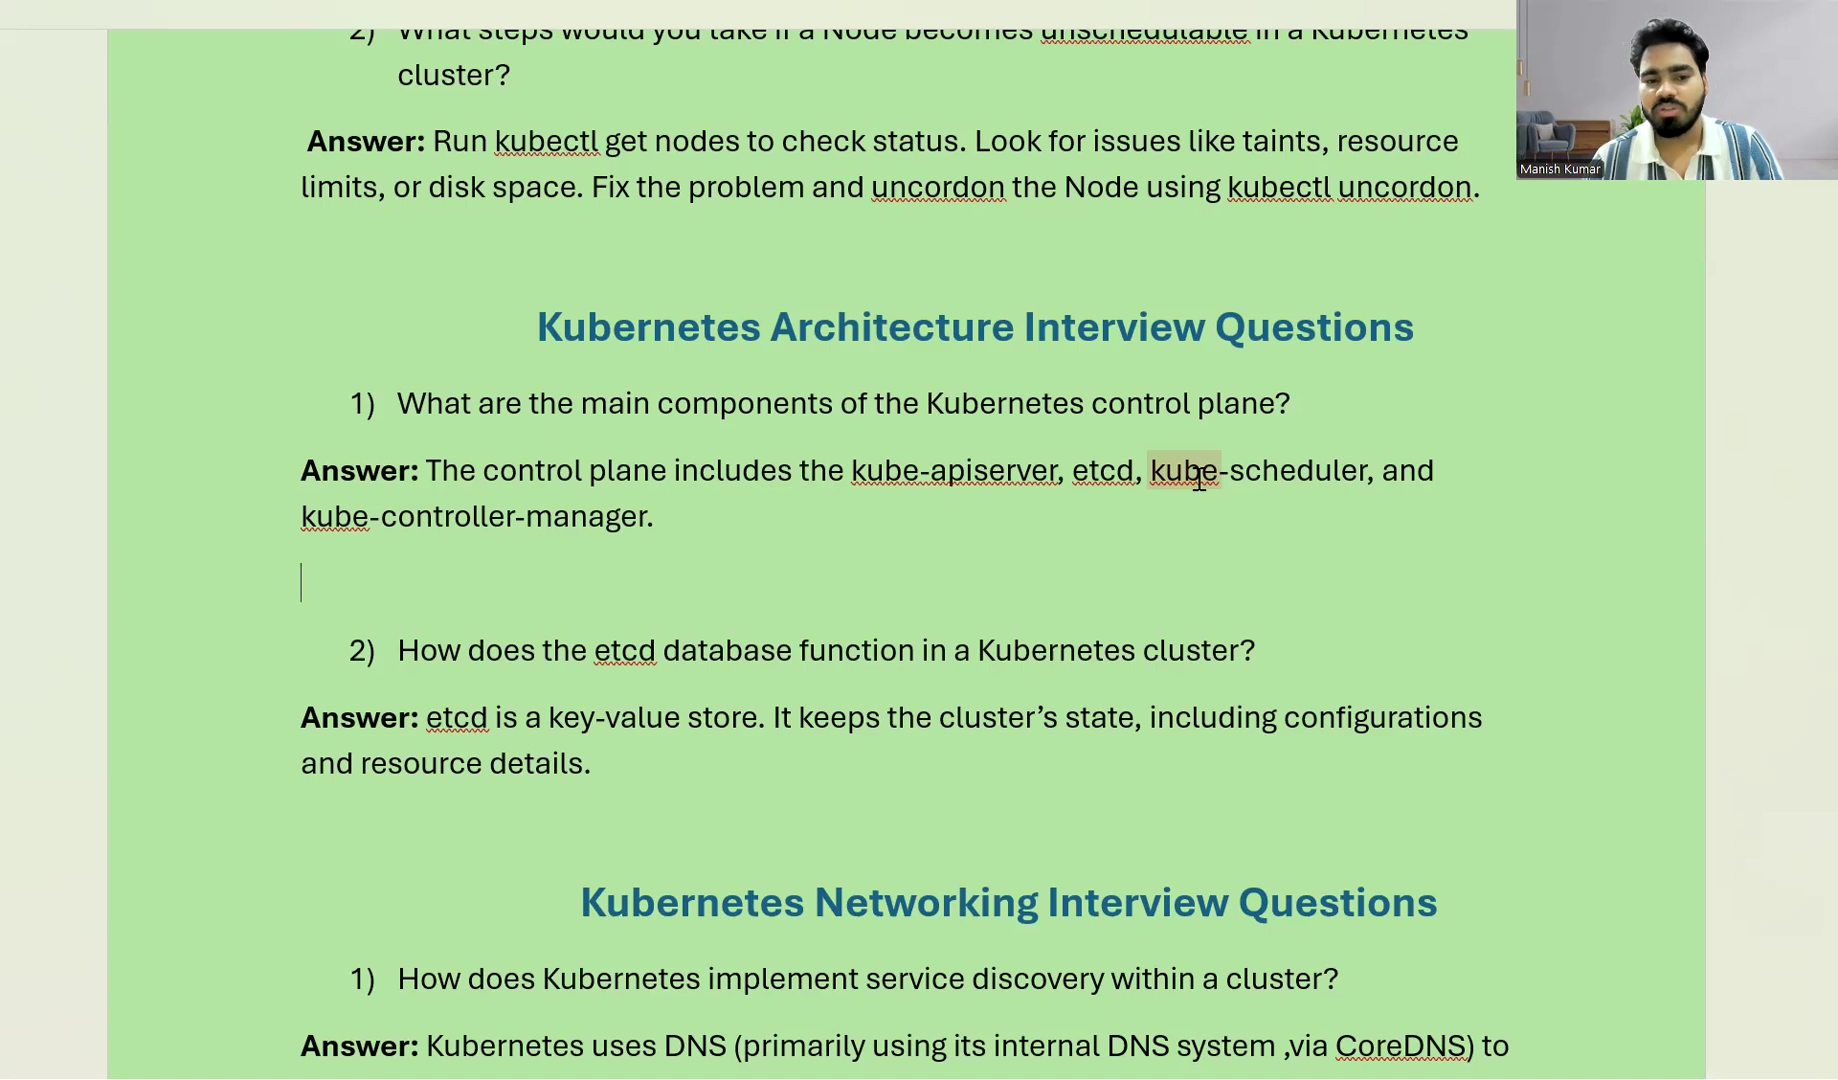 2) What steps would you take if a Node becomes unschedulable in a Kubernetes
cluster?
Answer: Run kubectl get nodes to check status. Look for issues like taints, resource
limits, or disk space. Fix the problem and uncordon the Node using kubectl uncordon.
Manish Kumar
Kubernetes Architecture Interview Questions
1) What are the main components of the Kubernetes control plane?
Answer: The control plane includes the kube-apiserver, etcd, kube-scheduler, and
kube-controller-manager.
2) How does the etcd database function in a Kubernetes cluster?
Answer: etcd is a key-value store. It keeps the cluster’s state, including configurations
and resource details.
Kubernetes Networking Interview Questions
1) How does Kubernetes implement service discovery within a cluster?
Answer: Kubernetes uses DNS (primarily using its internal DNS system ,via CoreDNS) to